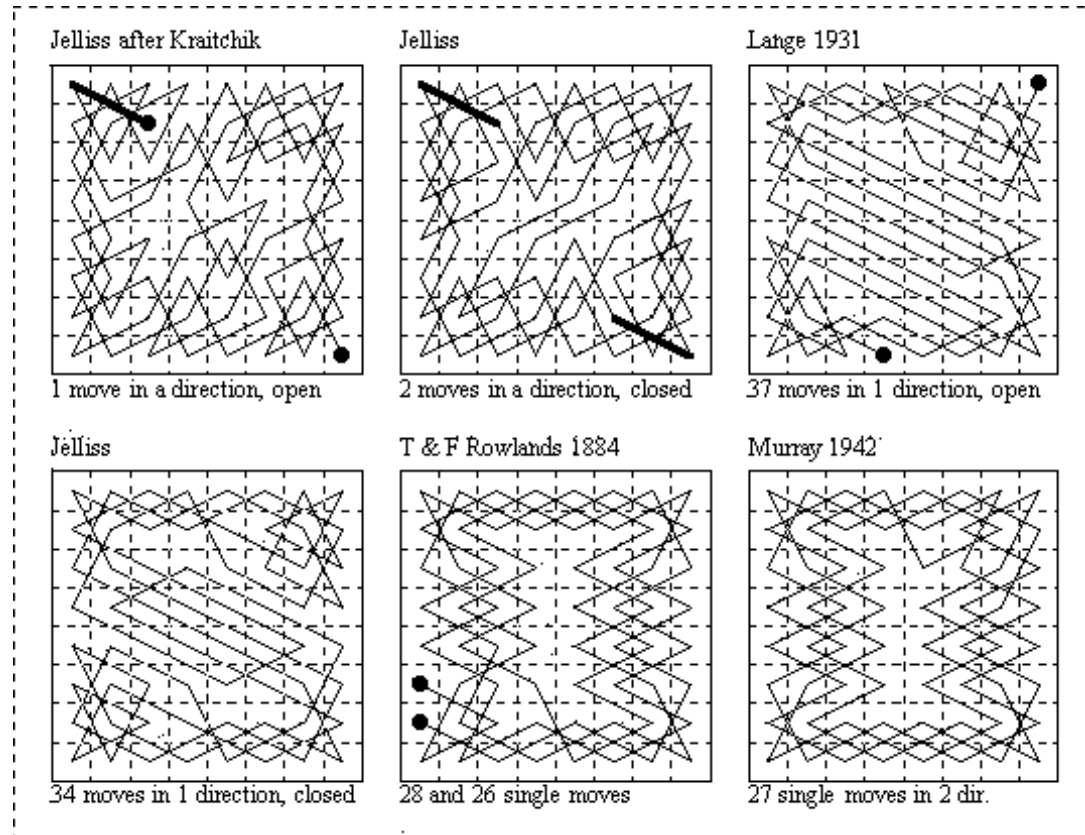 Jelliss after Kraitchik
Jelliss
Lange 1931
1 move in a direction, open
2 moves in a direction, closed
37 moves in 1 direction, open
Jelliss
T & F Rowlands 1884
Murray 1942
34 moves in 1 direction, closed
28 and 26 single moves
27 single moves in 2 dir.